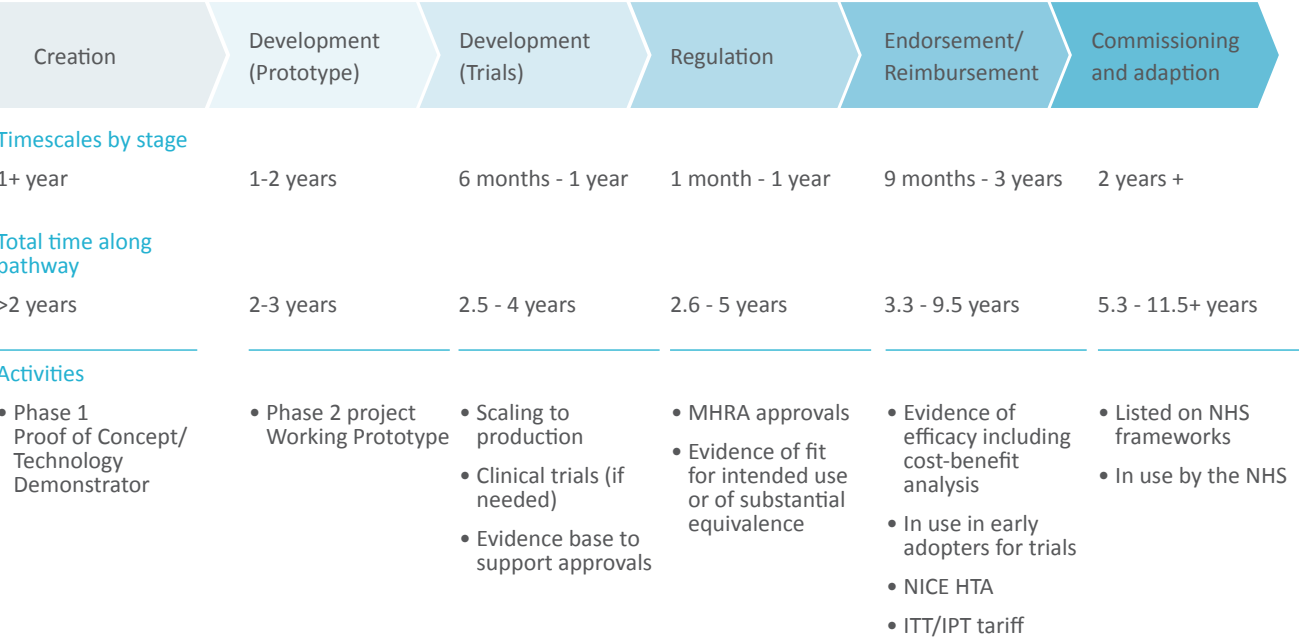 Creation
Development
(Prototype)
Development
(Trials)
Regulation
Endorsement/
Reimbursement
Commissioning
and adaption
Timescales by stage
1+ year
1-2 years
6 months - 1 year
1 month - 1 year
9 months - 3 years
2 years +
Total time along
pathway
>2 years
2-3 years
2.5 - 4 years
2.6 - 5 years
3.3 - 9.5 years
5.3 - 11.5+ years
Activities
• Phase 1
Proof of Concept/
Technology
Demonstrator
• Phase 2 project
Working Prototype
• Scaling to
production
• Clinical trials (if
needed)
• Evidence base to
support approvals
• MHRA approvals
• Evidence of fit
for intended use
or of substantial
equivalence
• Evidence of
efficacy including
cost-benefit
analysis
• In use in early
adopters for trials
• NICE HTA
• ITT/IPT tariff
• Listed on NHS
frameworks
• In use by the NHS